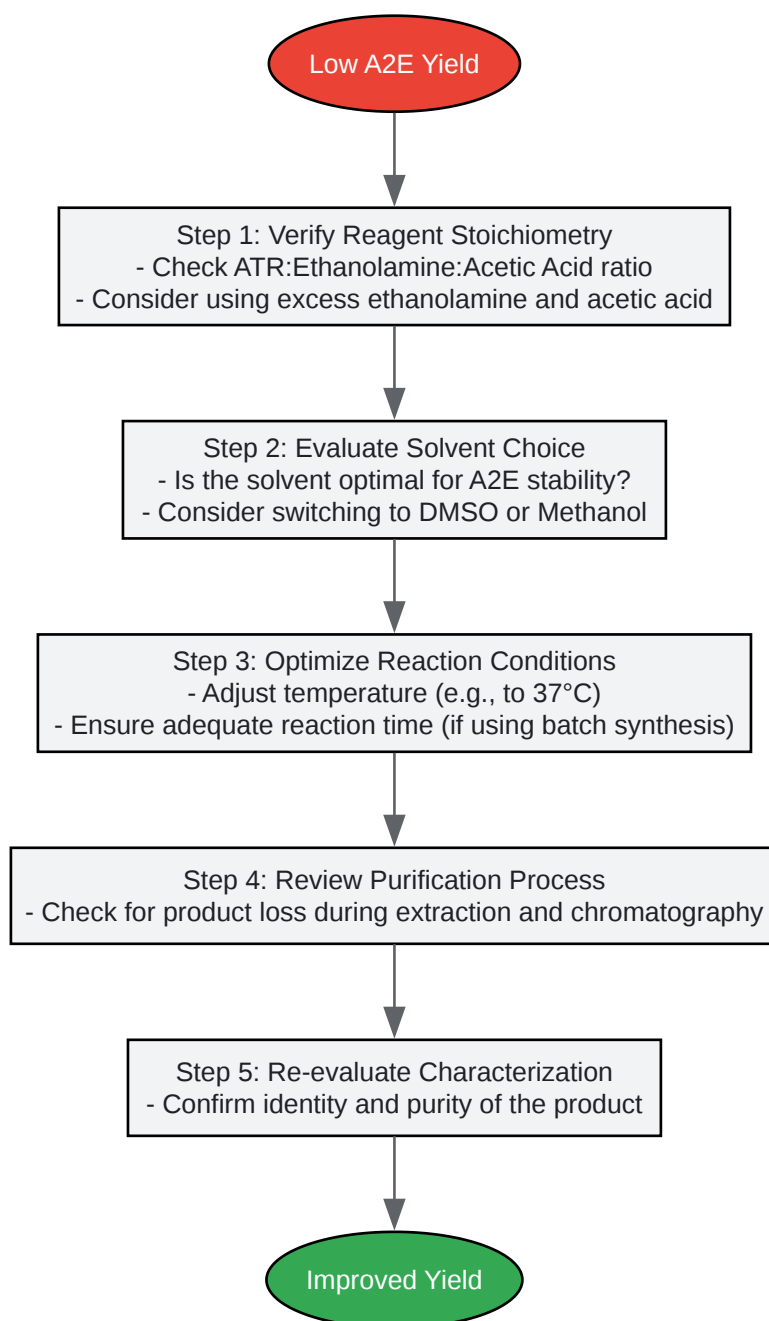 Low A2E Yield
Step 1: Verify Reagent Stoichiometry
- Check ATR:Ethanolamine:Acetic Acid ratio
- Consider using excess ethanolamine and acetic acid
Step 2: Evaluate Solvent Choice
- Is the solvent optimal for A2E stability?
- Consider switching to DMSO or Methanol
Step 3: Optimize Reaction Conditions
- Adjust temperature (e.g., to 37°C)
- Ensure adequate reaction time (if using batch synthesis)
Step 4: Review Purification Process
- Check for product loss during extraction and chromatography
Step 5: Re-evaluate Characterization
- Confirm identity and purity of the product
Improved Yield